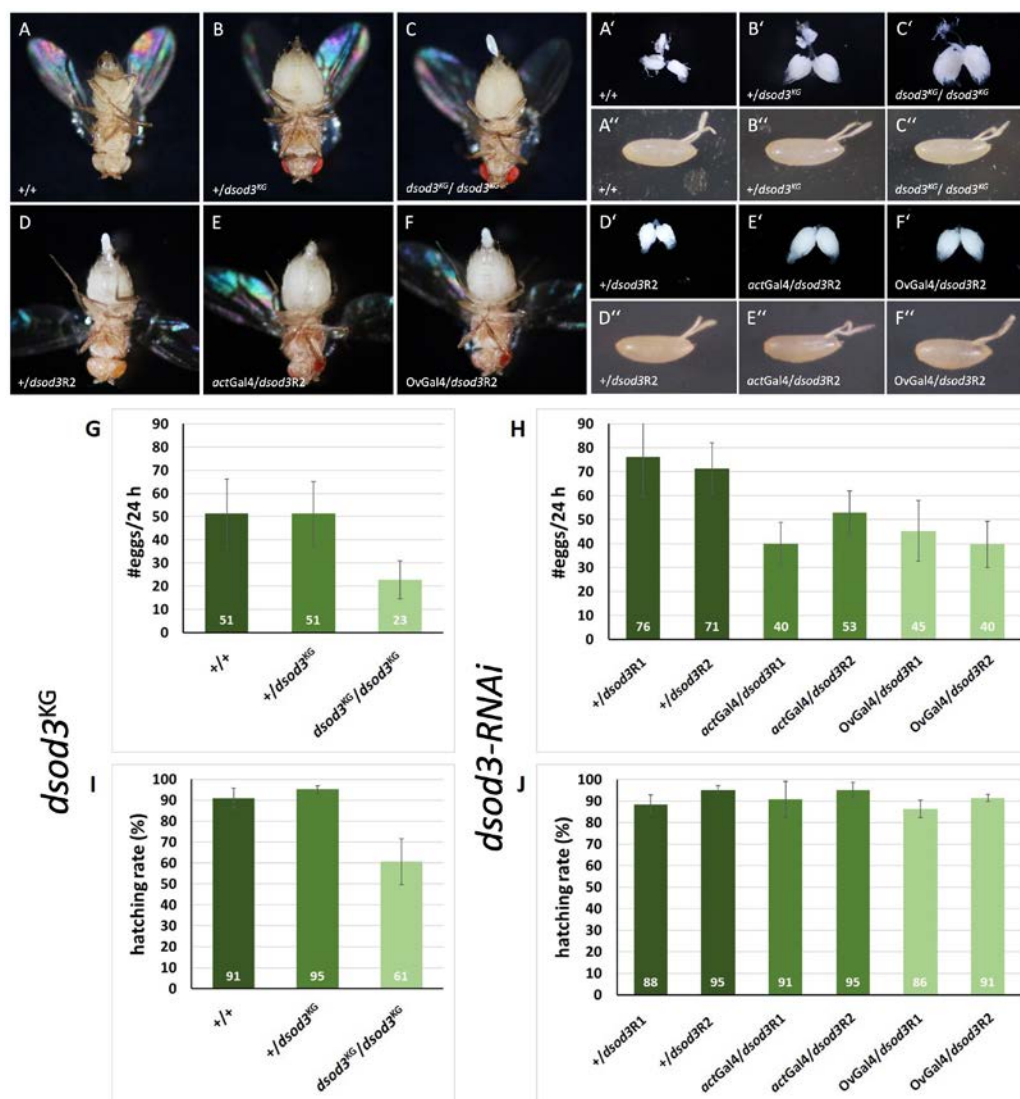 A
+/+
B
+/dsod3KG
C
dsod3KG/ dsod3KG
A'
+/+
B'
+/dsod3KG
C'
dsod3KG/ dsod3KG
A''
+/+
B''
+/dsod3KG
C''
dsod3KG/ dsod3KG
D
+/dsod3R2
E
actGal4/dsod3R2
F
OvGal4/dsod3R2
D'
+/dsod3R2
E'
actGal4/dsod3R2
F'
OvGal4/dsod3R2
D''
+/dsod3R2
E''
actGal4/dsod3R2
F''
OvGal4/dsod3R2
dsod3KG
G
#eggs/24 h
90
80
70
60
50
40
30
20
10
0
51
51
23
+/+
+/dsod3KG
dsod3KG/dsod3KG
dsod3-RNAi
H
#eggs/24 h
90
80
70
60
50
40
30
20
10
0
76
71
40
53
45
40
+/dsod3R1
+/dsod3R2
actGal4/dsod3R1
actGal4/dsod3R2
OvGal4/dsod3R1
OvGal4/dsod3R2
I
hatching rate (%)
100
90
80
70
60
50
40
30
20
10
0
91
95
61
+/+
+/dsod3KG
dsod3KG/dsod3KG
J
hatching rate (%)
100
90
80
70
60
50
40
30
20
10
0
88
95
91
95
86
91
+/dsod3R1
+/dsod3R2
actGal4/dsod3R1
actGal4/dsod3R2
OvGal4/dsod3R1
OvGal4/dsod3R2